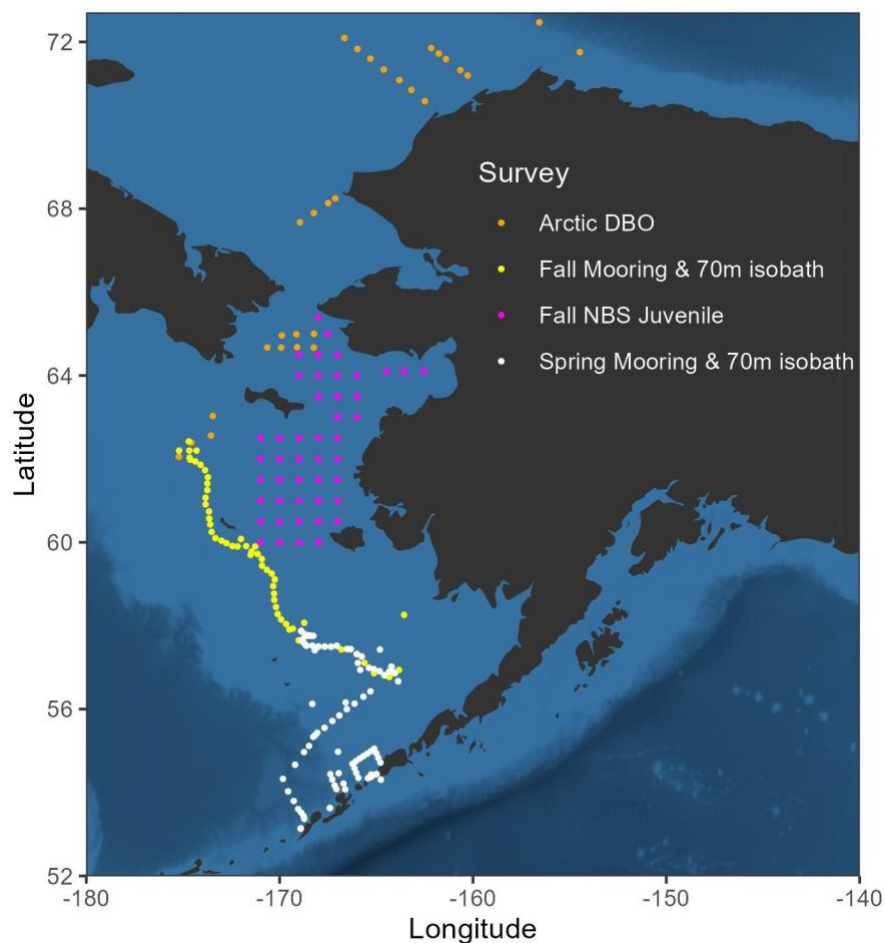 72
68
64
60
56
52
Latitude
-180
-170
-160
-150
-140
Longitude
Survey
Arctic DBO
Fall Mooring & 70m isobath
Fall NBS Juvenile
Spring Mooring & 70m isobath